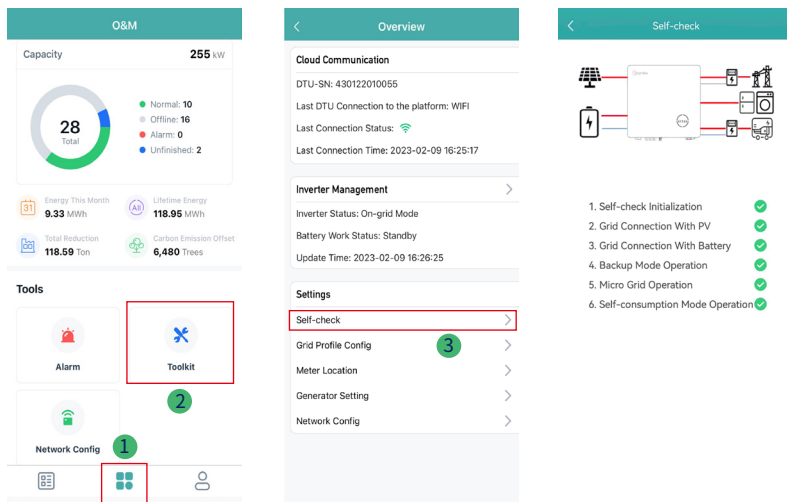 O&M
Capacity
255 kW
28
Total
Normal: 10
Offline: 16
Alarm: 0
Unfinished: 2
31
Energy This Month
9.33 MWh
All
Lifetime Energy
118.95 MWh
Total Reduction
118.59 Ton
Carbon Emission Offset
6,480 Trees
Tools
Alarm
Toolkit
2
Network Config
1
Overview
Cloud Communication
DTU-SN: 430122010055
Last DTU Connection to the platform: WIFI
Last Connection Status:
Last Connection Time: 2023-02-09 16:25:17
Inverter Management
Inverter Status: On-grid Mode
Battery Work Status: Standby
Update Time: 2023-02-09 16:26:25
Settings
Self-check
Grid Profile Config
3
Meter Location
Generator Setting
Network Config
Self-check
1. Self-check Initialization
2. Grid Connection With PV
3. Grid Connection With Battery
4. Backup Mode Operation
5. Micro Grid Operation
6. Self-consumption Mode Operation